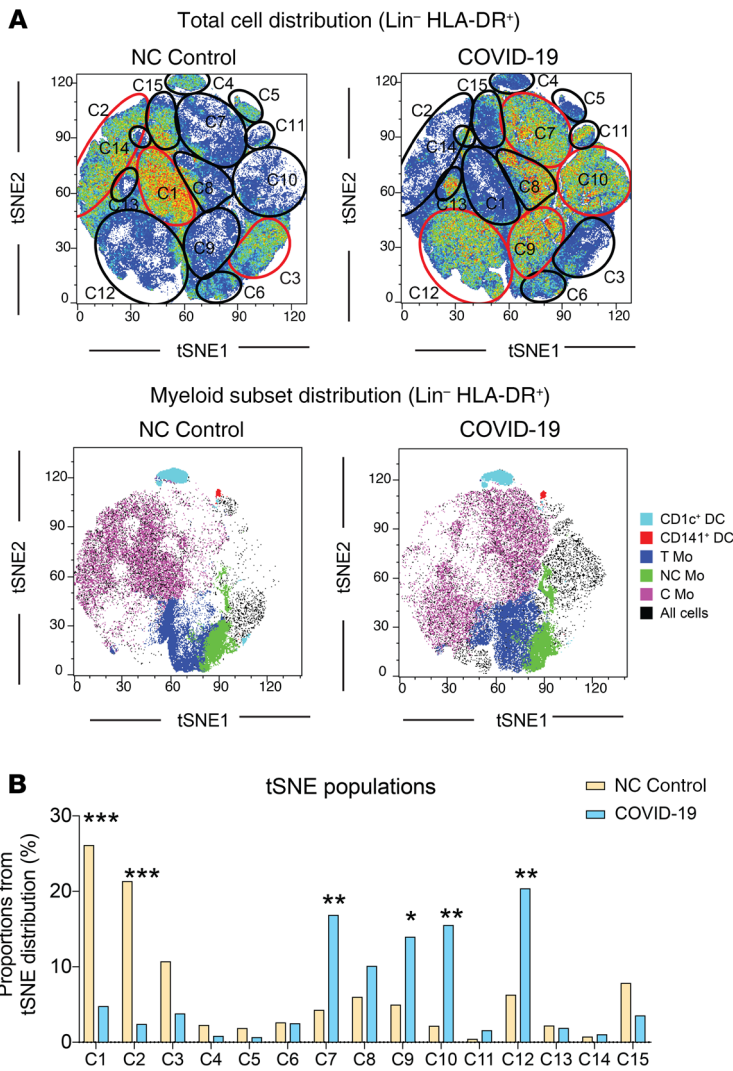 A
Total cell distribution (Lin– HLA-DR+)
NC Control
COVID-19
tSNE2
120
90
60
30
0
C2
C15
C4
C5
C7
C11
C14
C10
C1
C8
C13
C9
C3
C12
C6
0
30
60
90
120
tSNE1
tSNE2
120
90
60
30
0
C2
C15
C4
C5
C7
C11
C14
C10
C8
C1
C13
C9
C3
C12
C6
0
30
60
90
120
tSNE1
Myeloid subset distribution (Lin– HLA-DR+)
NC Control
COVID-19
tSNE2
120
90
60
30
0
0
30
60
90
120
tSNE1
tSNE2
120
90
60
30
0
0
30
60
90
120
tSNE1
CD1c+ DC
CD141+ DC
T Mo
NC Mo
C Mo
All cells
B
tSNE populations
NC Control
COVID-19
Proportions from
tSNE distribution (%)
30
20
10
0
***
***
**
*
**
**
C1 C2 C3 C4 C5 C6 C7 C8 C9 C10 C11 C12 C13 C14 C15